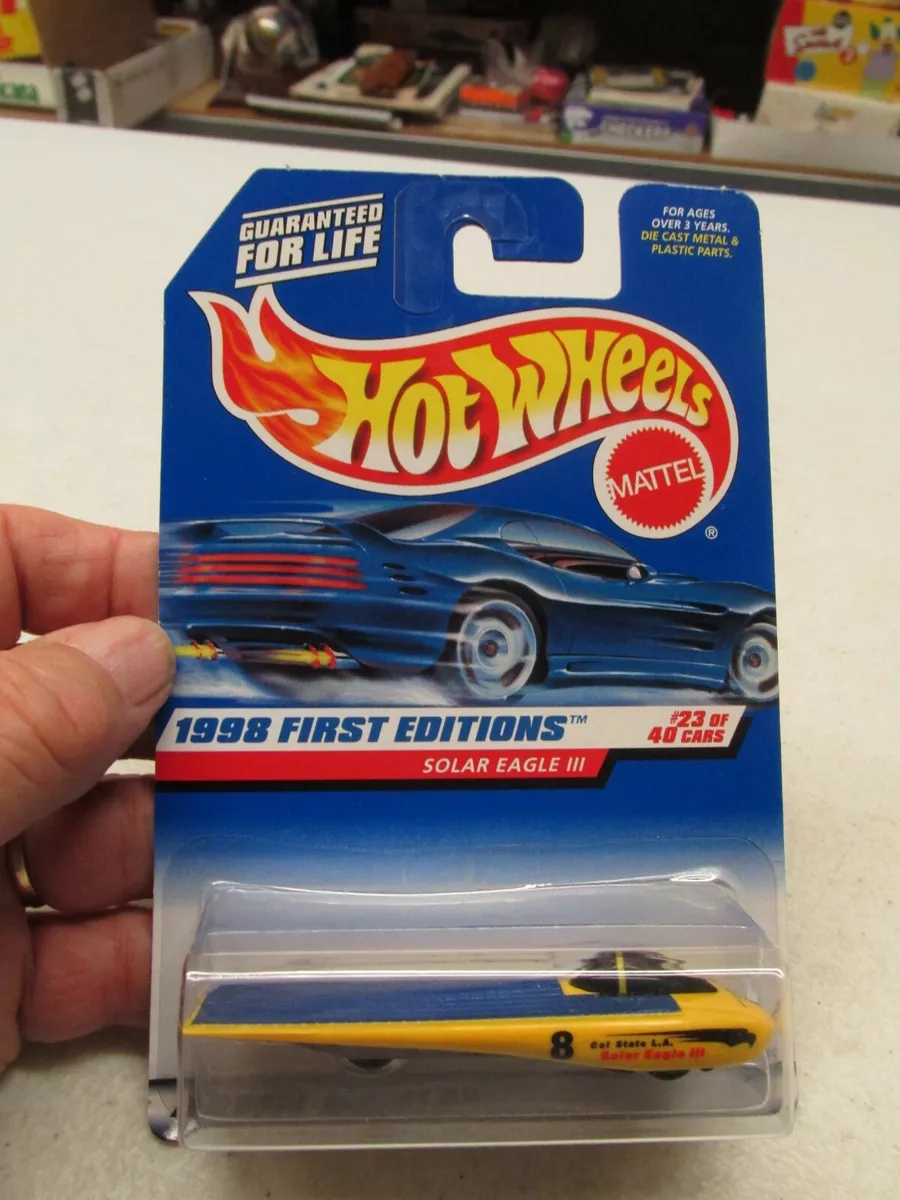 GUARANTEED
FOR LIFE
FOR AGES
OVER 3 YEARS.
DIE CAST METAL &
PLASTIC PARTS.
HOT WHEELS
MATTEL
®
1998 FIRST EDITIONS™
#23 OF
40 CARS
SOLAR EAGLE III
8
Cal State L.A.
Solar Eagle III